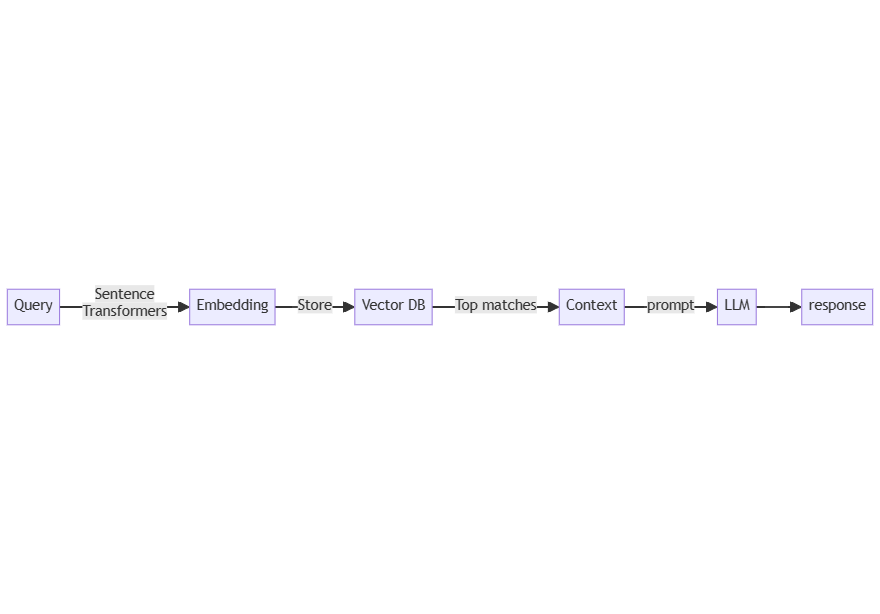 Query
Sentence
Transformers
Embedding
Store
Vector DB
Top matches
Context
prompt
LLM
response